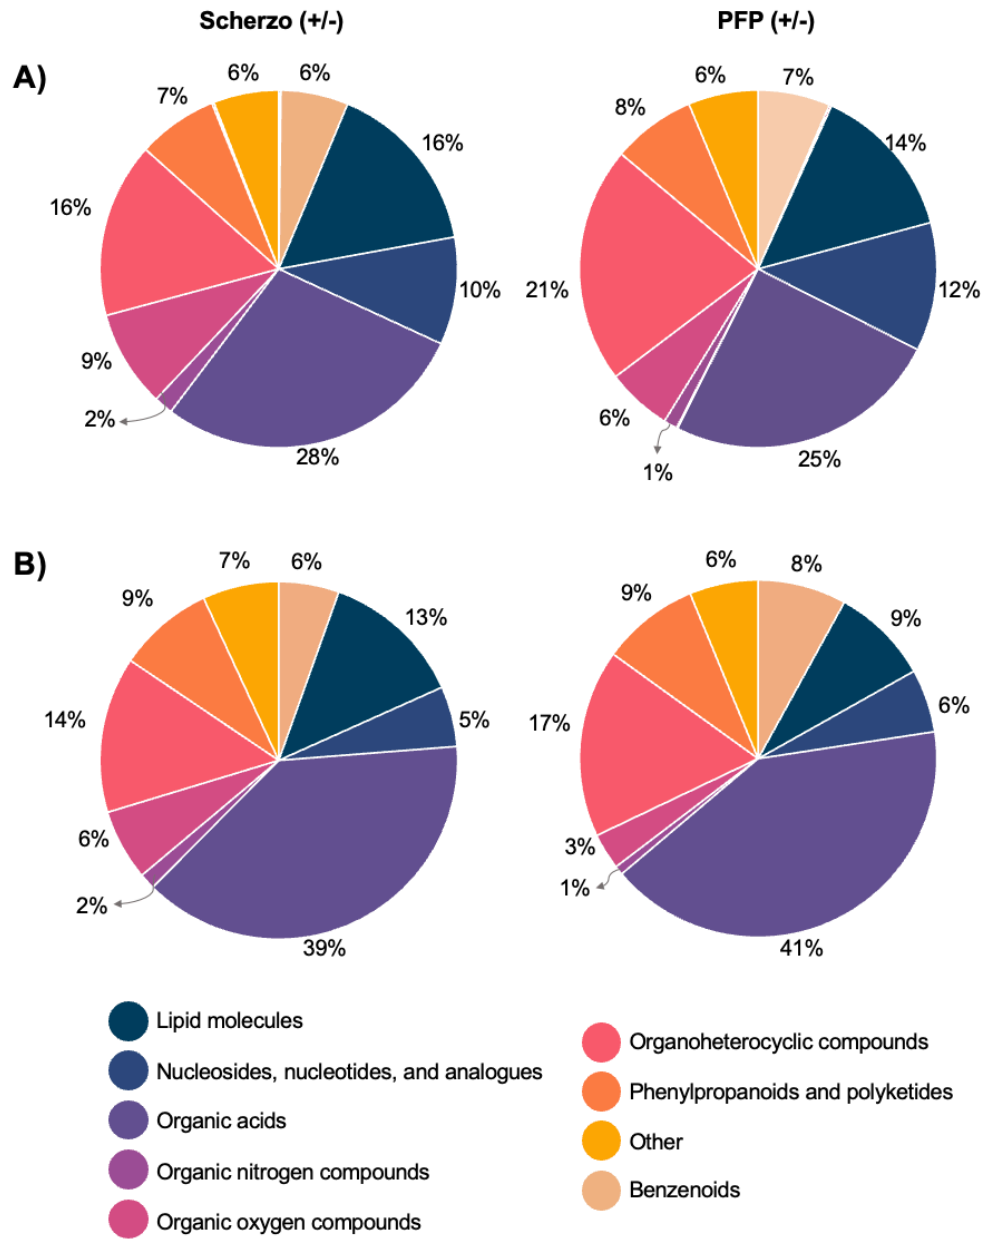 Scherzo (+/-)
PFP (+/-)
A)
6%
6%
7%
16%
16%
10%
9%
2%
28%
6%
7%
8%
14%
21%
12%
6%
1%
25%
B)
7%
6%
9%
13%
14%
5%
6%
2%
39%
6%
8%
9%
9%
17%
6%
3%
1%
41%
Lipid molecules
Nucleosides, nucleotides, and analogues
Organic acids
Organic nitrogen compounds
Organic oxygen compounds
Organoheterocyclic compounds
Phenylpropanoids and polyketides
Other
Benzenoids